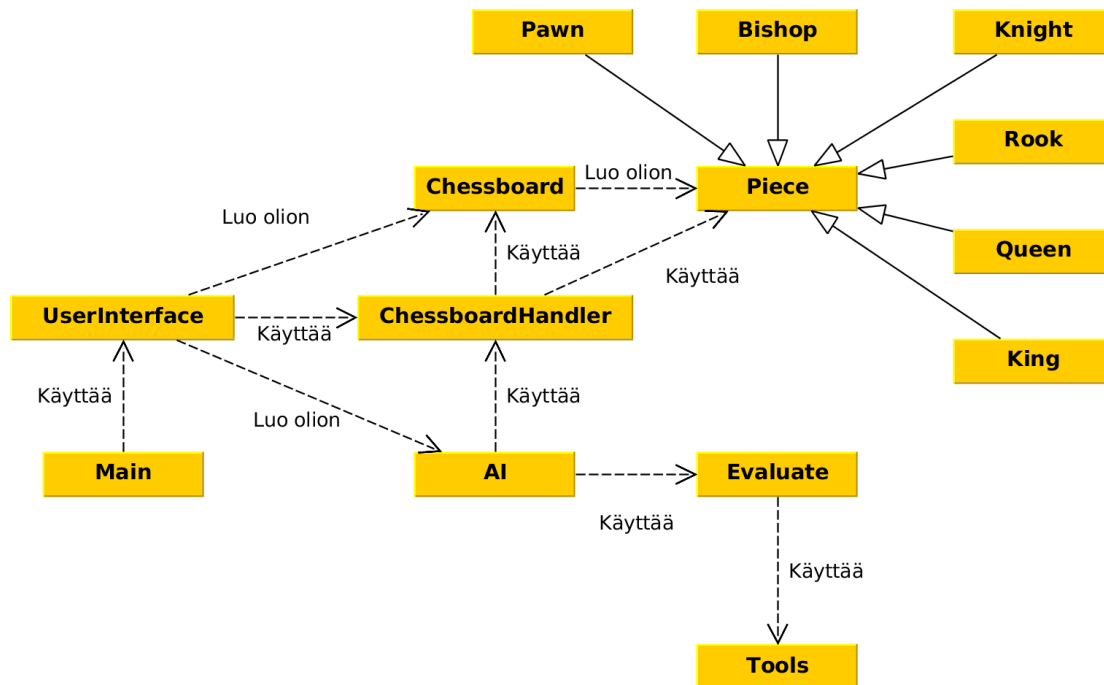 Pawn
Bishop
Knight
Rook
Chessboard
Luo olion
Piece
Luo olion
Käyttää
Käyttää
Queen
UserInterface
Käyttää
ChessboardHandler
King
Käyttää
Käyttää
Luo olion
Main
AI
Evaluate
Käyttää
Käyttää
Tools